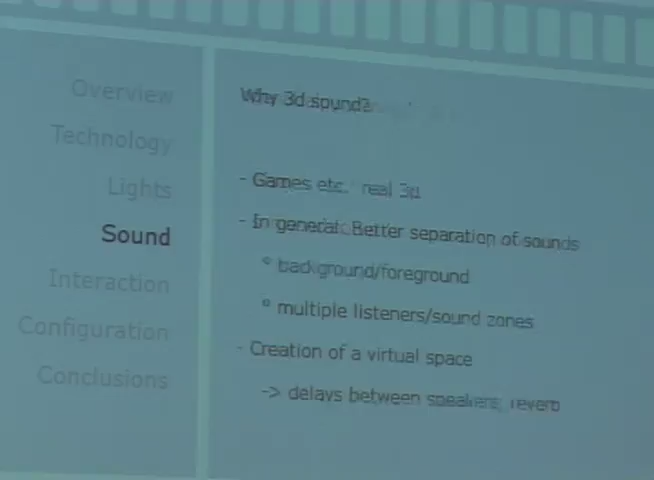 Overview
Technology
Lights
Sound
Interaction
Configuration
Conclusions
Why 3d sound?
- Games etc.: real 3d
- In general: Better separation of sounds
° background/foreground
° multiple listeners/sound zones
- Creation of a virtual space
-> delays between speakers, reverb